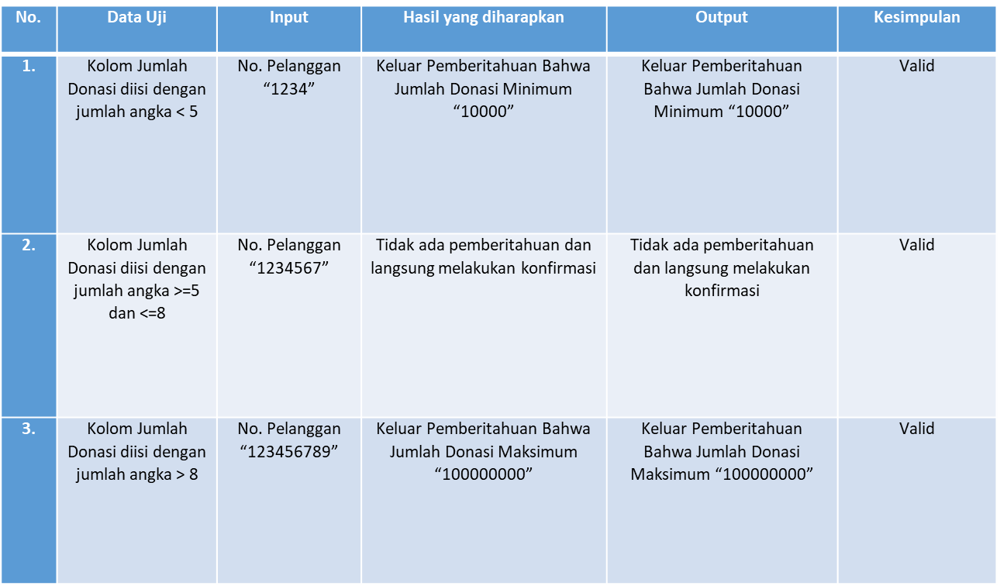 No. Data Uji Input Hasil yang diharapkan Output Kesimpulan
1.
Kolom Jumlah
Donasi diisi dengan
jumlah angka < 5
No. Pelanggan
“1234”
Keluar Pemberitahuan Bahwa
Jumlah Donasi Minimum
“10000”
Keluar Pemberitahuan
Bahwa Jumlah Donasi
Minimum “10000”
Valid
2.
Kolom Jumlah
Donasi diisi dengan
jumlah angka >=5
dan <=8
No. Pelanggan
“1234567”
Tidak ada pemberitahuan dan
langsung melakukan konfirmasi
Tidak ada pemberitahuan
dan langsung melakukan
konfirmasi
Valid
3.
Kolom Jumlah
Donasi diisi dengan
jumlah angka > 8
No. Pelanggan
“123456789”
Keluar Pemberitahuan Bahwa
Jumlah Donasi Maksimum
“100000000”
Keluar Pemberitahuan
Bahwa Jumlah Donasi
Maksimum “100000000”
Valid